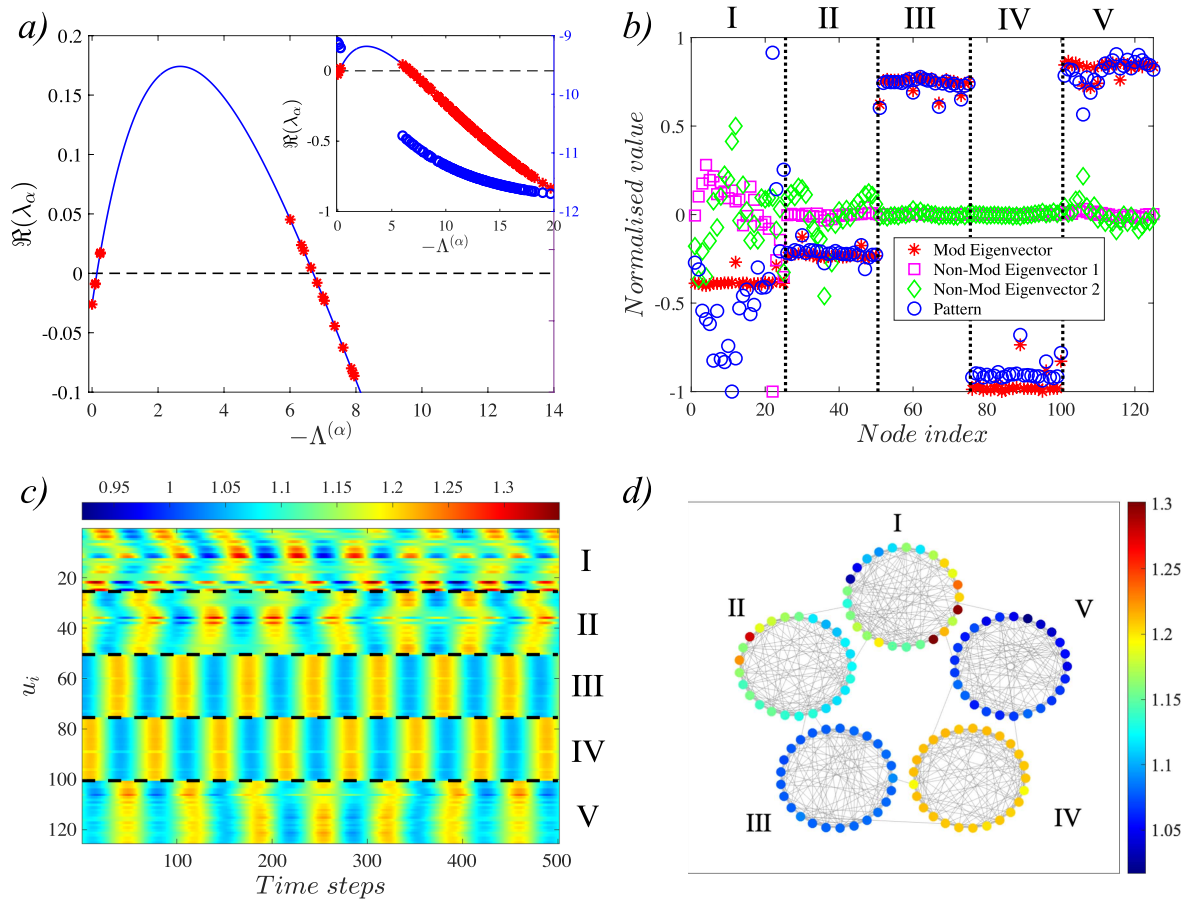 a)
0.2
0.15
0.1
0.05
0
-0.05
-0.1
ℜ(λα)
0 2 4 6 8 10 12 14
−Λ(α)
0
-0.5
-1
ℜ(λα)
0 5 10 15 20
−Λ(α)
-9
-10
-11
-12
b)
I II III IV V
1
0.5
0
-0.5
-1
Normalised value
Mod Eigenvector
Non-Mod Eigenvector 1
Non-Mod Eigenvector 2
Pattern
0 20 40 60 80 100 120
Node index
c)
0.95 1 1.05 1.1 1.15 1.2 1.25 1.3
20
40
60
80
100
120
ui
I
II
III
IV
V
100 200 300 400 500
Time steps
d)
I
II
V
III
IV
1.3
1.25
1.2
1.15
1.1
1.05